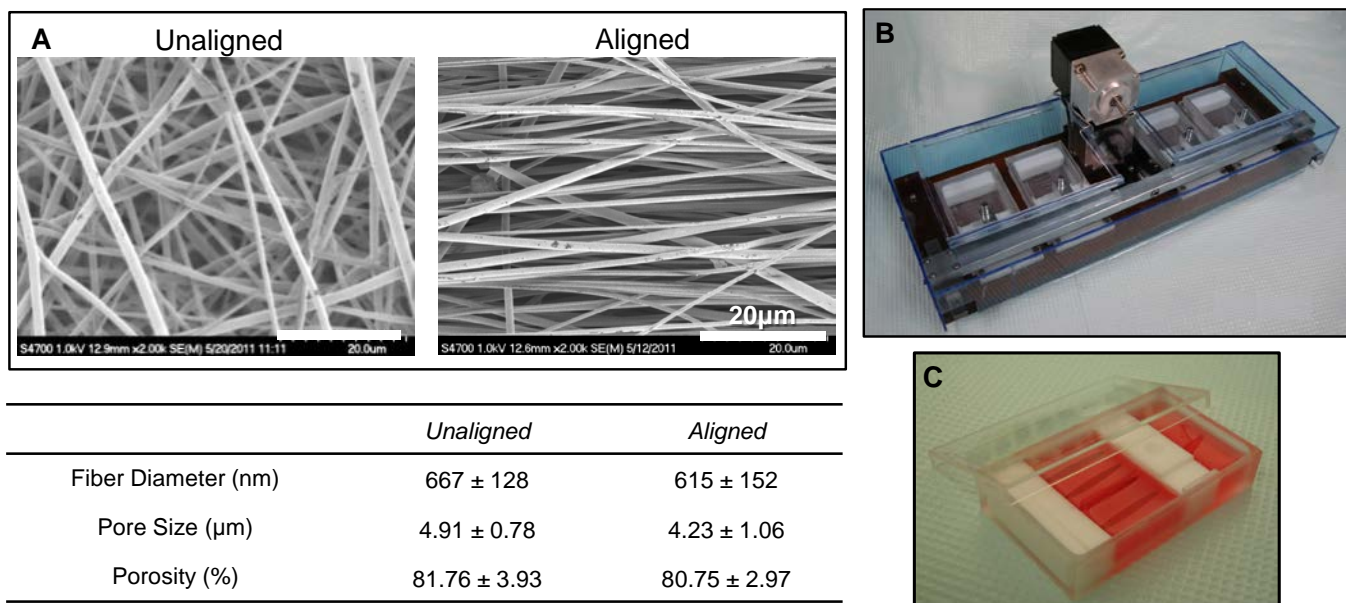 A
Unaligned
Aligned
20μm
S4700 1.0kV 12.9mm x2.00k SE(M) 5/20/2011 11:11 20.0um
S4700 1.0kV 12.6mm x2.00k SE(M) 5/12/2011 20.0um
B
C
Unaligned Aligned
Fiber Diameter (nm) 667 ± 128 615 ± 152
Pore Size (μm) 4.91 ± 0.78 4.23 ± 1.06
Porosity (%) 81.76 ± 3.93 80.75 ± 2.97